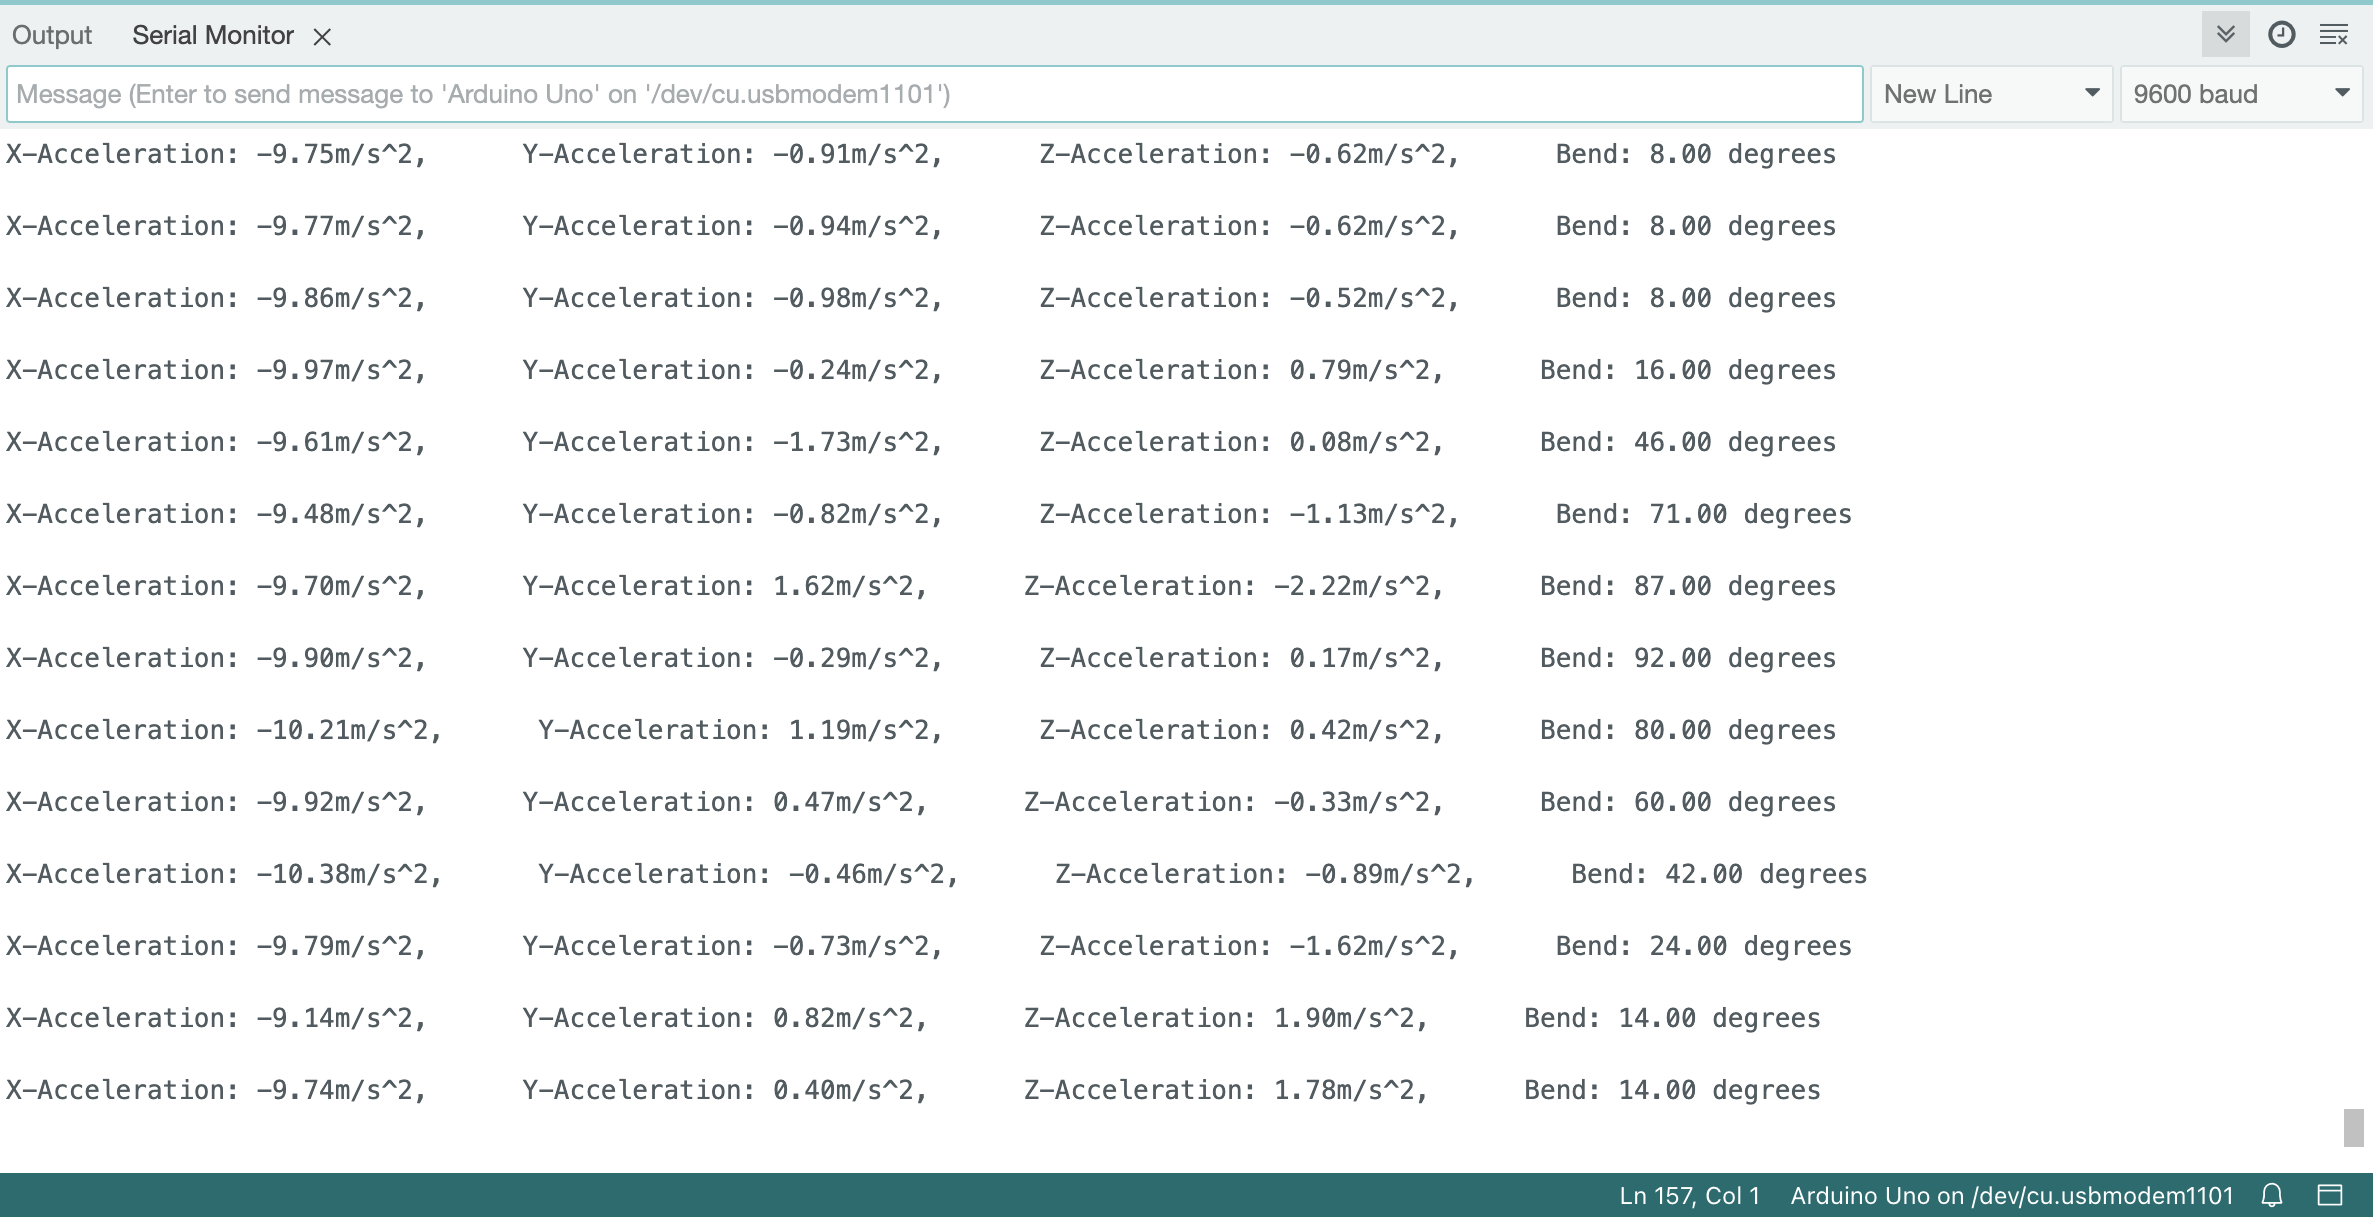 Output Serial Monitor
Message (Enter to send message to 'Arduino Uno' on '/dev/cu.usbmodem1101') New Line 9600 baud
X-Acceleration: -9.75m/s^2, Y-Acceleration: -0.91m/s^2, Z-Acceleration: -0.62m/s^2, Bend: 8.00 degrees
X-Acceleration: -9.77m/s^2, Y-Acceleration: -0.94m/s^2, Z-Acceleration: -0.62m/s^2, Bend: 8.00 degrees
X-Acceleration: -9.86m/s^2, Y-Acceleration: -0.98m/s^2, Z-Acceleration: -0.52m/s^2, Bend: 8.00 degrees
X-Acceleration: -9.97m/s^2, Y-Acceleration: -0.24m/s^2, Z-Acceleration: 0.79m/s^2, Bend: 16.00 degrees
X-Acceleration: -9.61m/s^2, Y-Acceleration: -1.73m/s^2, Z-Acceleration: 0.08m/s^2, Bend: 46.00 degrees
X-Acceleration: -9.48m/s^2, Y-Acceleration: -0.82m/s^2, Z-Acceleration: -1.13m/s^2, Bend: 71.00 degrees
X-Acceleration: -9.70m/s^2, Y-Acceleration: 1.62m/s^2, Z-Acceleration: -2.22m/s^2, Bend: 87.00 degrees
X-Acceleration: -9.90m/s^2, Y-Acceleration: -0.29m/s^2, Z-Acceleration: 0.17m/s^2, Bend: 92.00 degrees
X-Acceleration: -10.21m/s^2, Y-Acceleration: 1.19m/s^2, Z-Acceleration: 0.42m/s^2, Bend: 80.00 degrees
X-Acceleration: -9.92m/s^2, Y-Acceleration: 0.47m/s^2, Z-Acceleration: -0.33m/s^2, Bend: 60.00 degrees
X-Acceleration: -10.38m/s^2, Y-Acceleration: -0.46m/s^2, Z-Acceleration: -0.89m/s^2, Bend: 42.00 degrees
X-Acceleration: -9.79m/s^2, Y-Acceleration: -0.73m/s^2, Z-Acceleration: -1.62m/s^2, Bend: 24.00 degrees
X-Acceleration: -9.14m/s^2, Y-Acceleration: 0.82m/s^2, Z-Acceleration: 1.90m/s^2, Bend: 14.00 degrees
X-Acceleration: -9.74m/s^2, Y-Acceleration: 0.40m/s^2, Z-Acceleration: 1.78m/s^2, Bend: 14.00 degrees
Ln 157, Col 1 Arduino Uno on /dev/cu.usbmodem1101